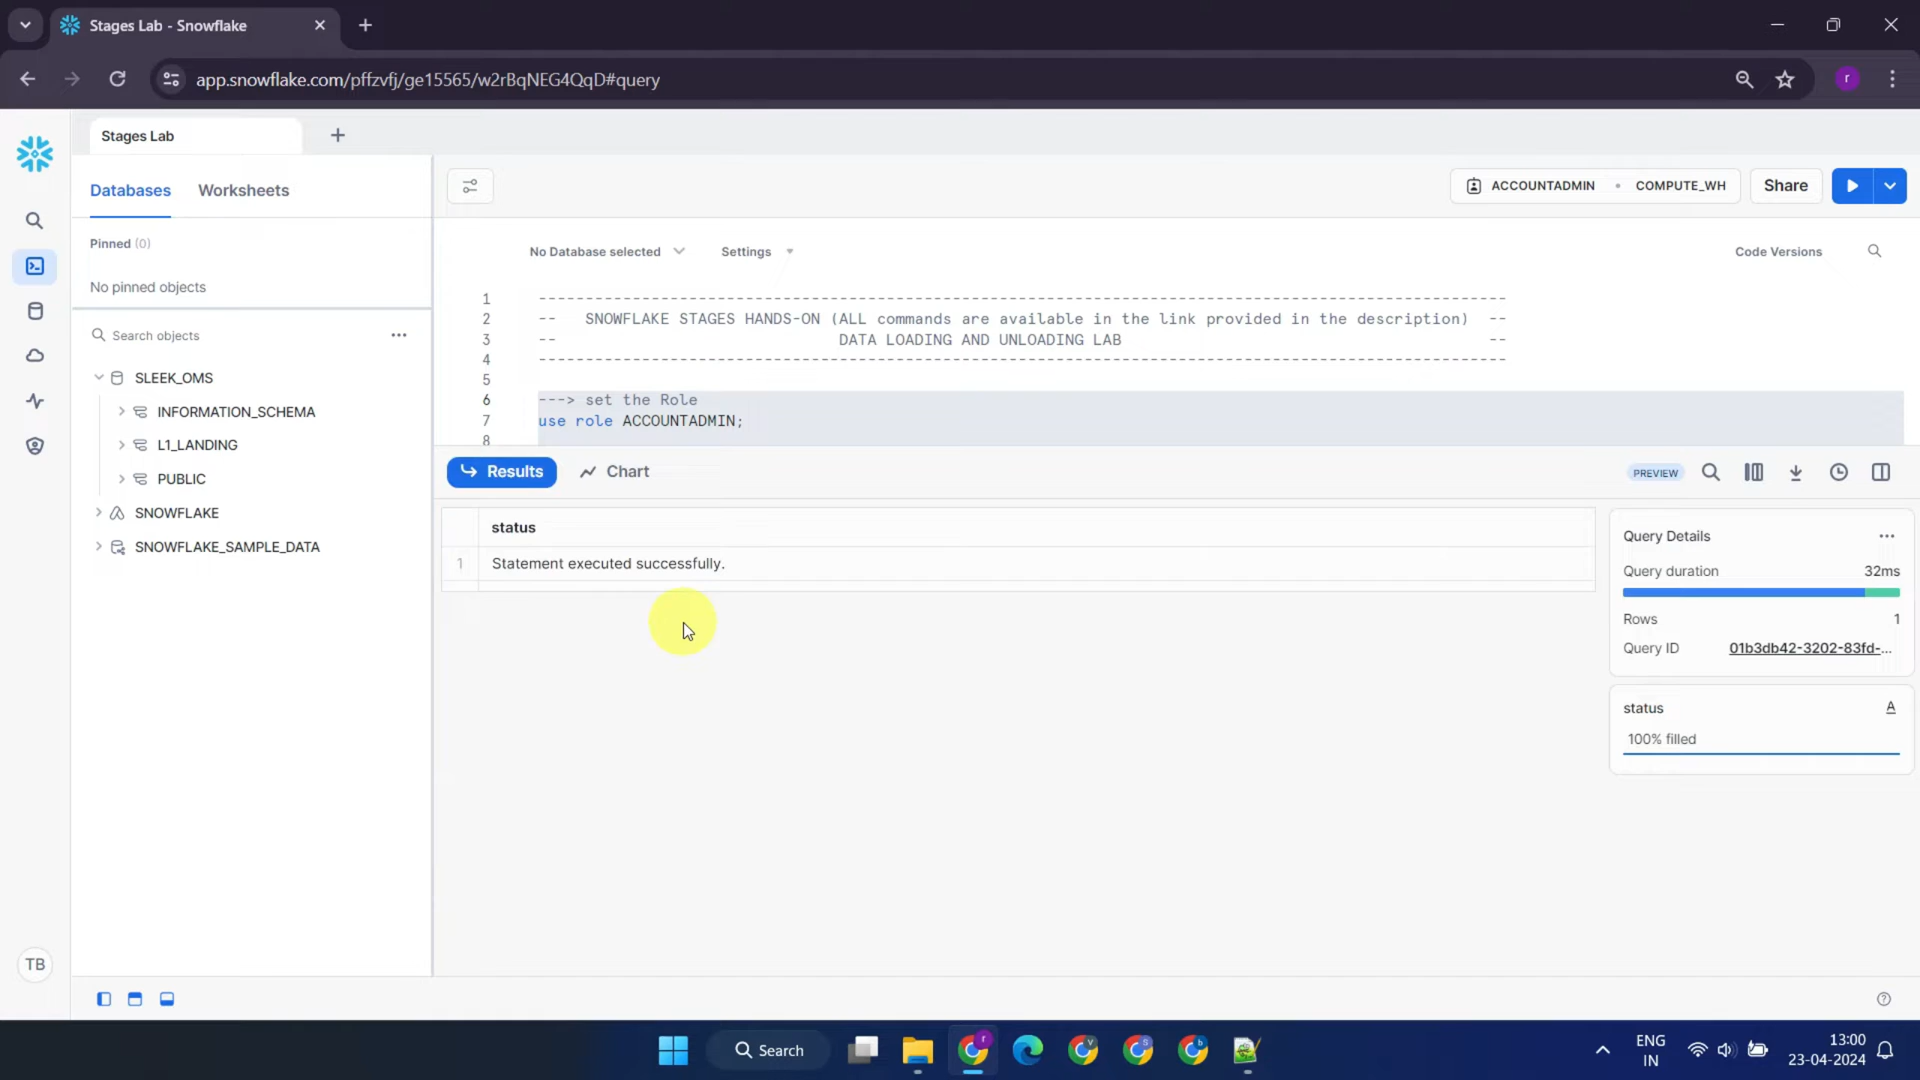 Stages Lab - Snowflake
app.snowflake.com/pffzvfj/ge15565/w2rBqNEG4QqD#query
r
Stages Lab
Databases
Worksheets
ACCOUNTADMIN
COMPUTE_WH
Share
Pinned (0)
No pinned objects
No Database selected
Settings
Code Versions
1 --------------------------------------------------------------------------------------------------------
2 -- SNOWFLAKE STAGES HANDS-ON (ALL commands are available in the link provided in the description) --
3 -- DATA LOADING AND UNLOADING LAB --
4 --------------------------------------------------------------------------------------------------------
5
6 ---> set the Role
7 use role ACCOUNTADMIN;
8
Search objects
SLEEK_OMS
INFORMATION_SCHEMA
L1_LANDING
PUBLIC
SNOWFLAKE
SNOWFLAKE_SAMPLE_DATA
Results
Chart
PREVIEW
status
1 Statement executed successfully.
Query Details
Query duration 32ms
Rows 1
Query ID 01b3db42-3202-83fd-...
status A
100% filled
TB
Search
V
S
b
ENG
IN
13:00
23-04-2024